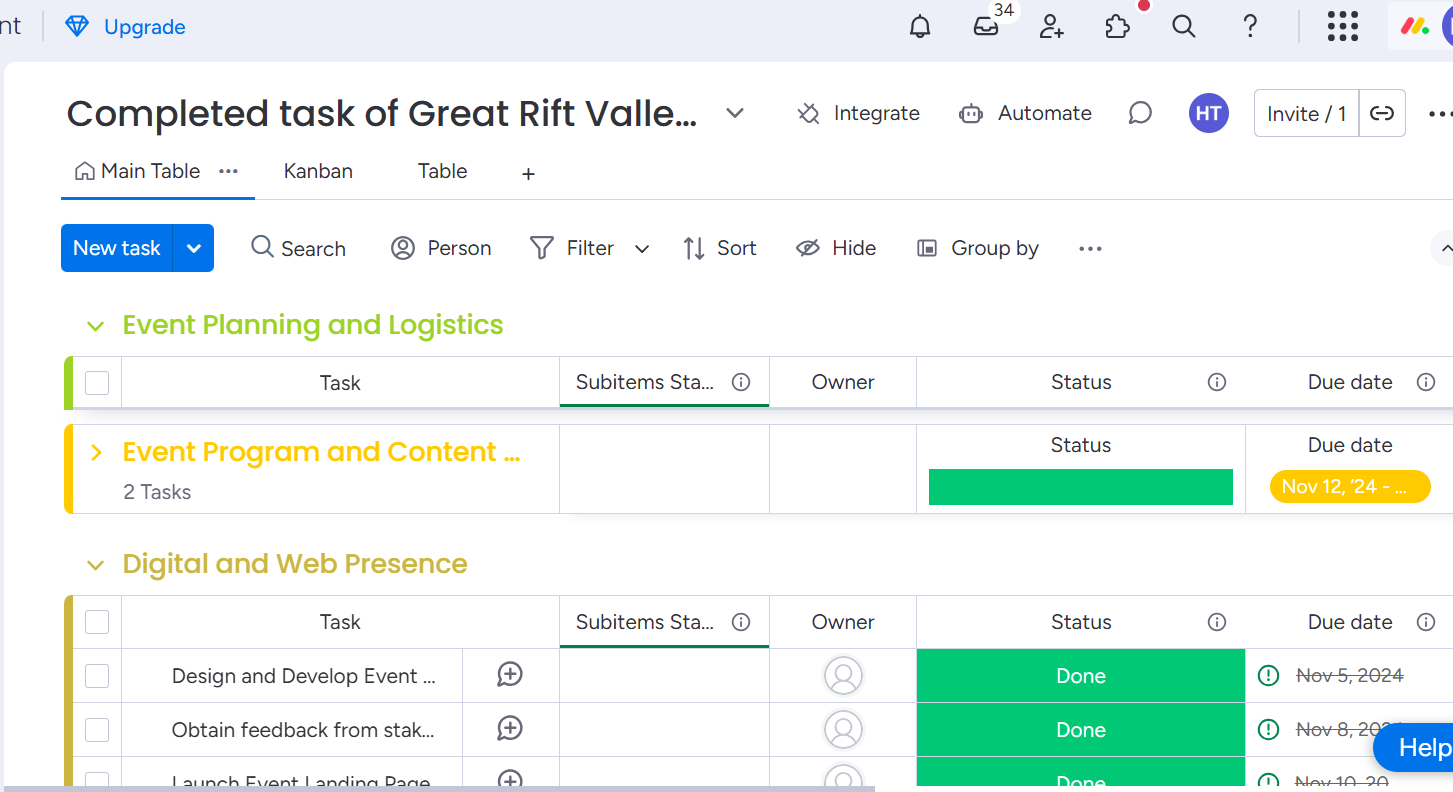 nt Upgrade 34
Completed task of Great Rift Valle... Integrate Automate HT Invite / 1
Main Table Kanban Table +
New task Search Person Filter Sort Hide Group by
Event Planning and Logistics
Task Subitems Sta... Owner Status Due date
Event Program and Content ... Status Due date
2 Tasks Nov 12, '24 - ...
Digital and Web Presence
Task Subitems Sta... Owner Status Due date
Design and Develop Event ... Done Nov 5, 2024
Obtain feedback from stak... Done Nov 8, 202
Help
Launch Event Landing Page Done Nov 10, 20